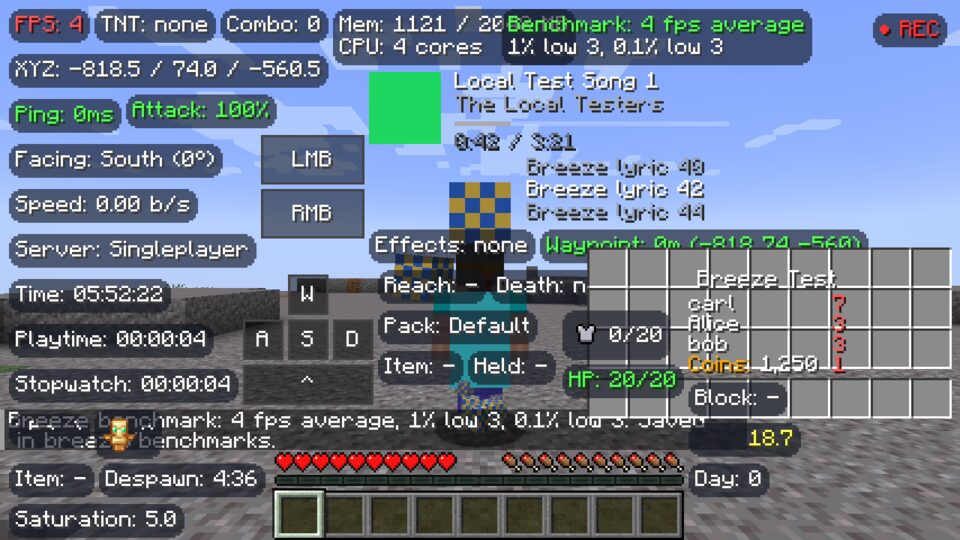 FPS: 4
TNT: none
Combo: 0
Mem: 1121 / 20
CPU: 4 cores
Benchmark: 4 fps average
1% low 3, 0.1% low 3
REC
XYZ: -818.5 / 74.0 / -560.5
Local Test Song 1
The Local Testers
0:42 / 3:21
Ping: 0ms
Attack: 100%
Facing: South (0°)
LMB
Breeze lyric 40
Breeze lyric 42
Breeze lyric 44
Speed: 0.00 b/s
RMB
Server: Singleplayer
Effects: none
Waypoint: 0m (-818 74 -560)
Time: 05:52:22
W
Reach: -
Death: n
Breeze Test
carl 7
Alice 3
bob 3
Coins: 1,250 1
Playtime: 00:00:04
A
S
D
Pack: Default
0/20
Stopwatch: 00:00:04
^
Item: -
Held: -
HP: 20/20
Block: -
Breeze benchmark: 4 fps average, 1% low 3, 0.1% low 3. Saved
in breeze benchmarks.
18.7
Item: -
Despawn: 4:36
Day: 0
Saturation: 5.0